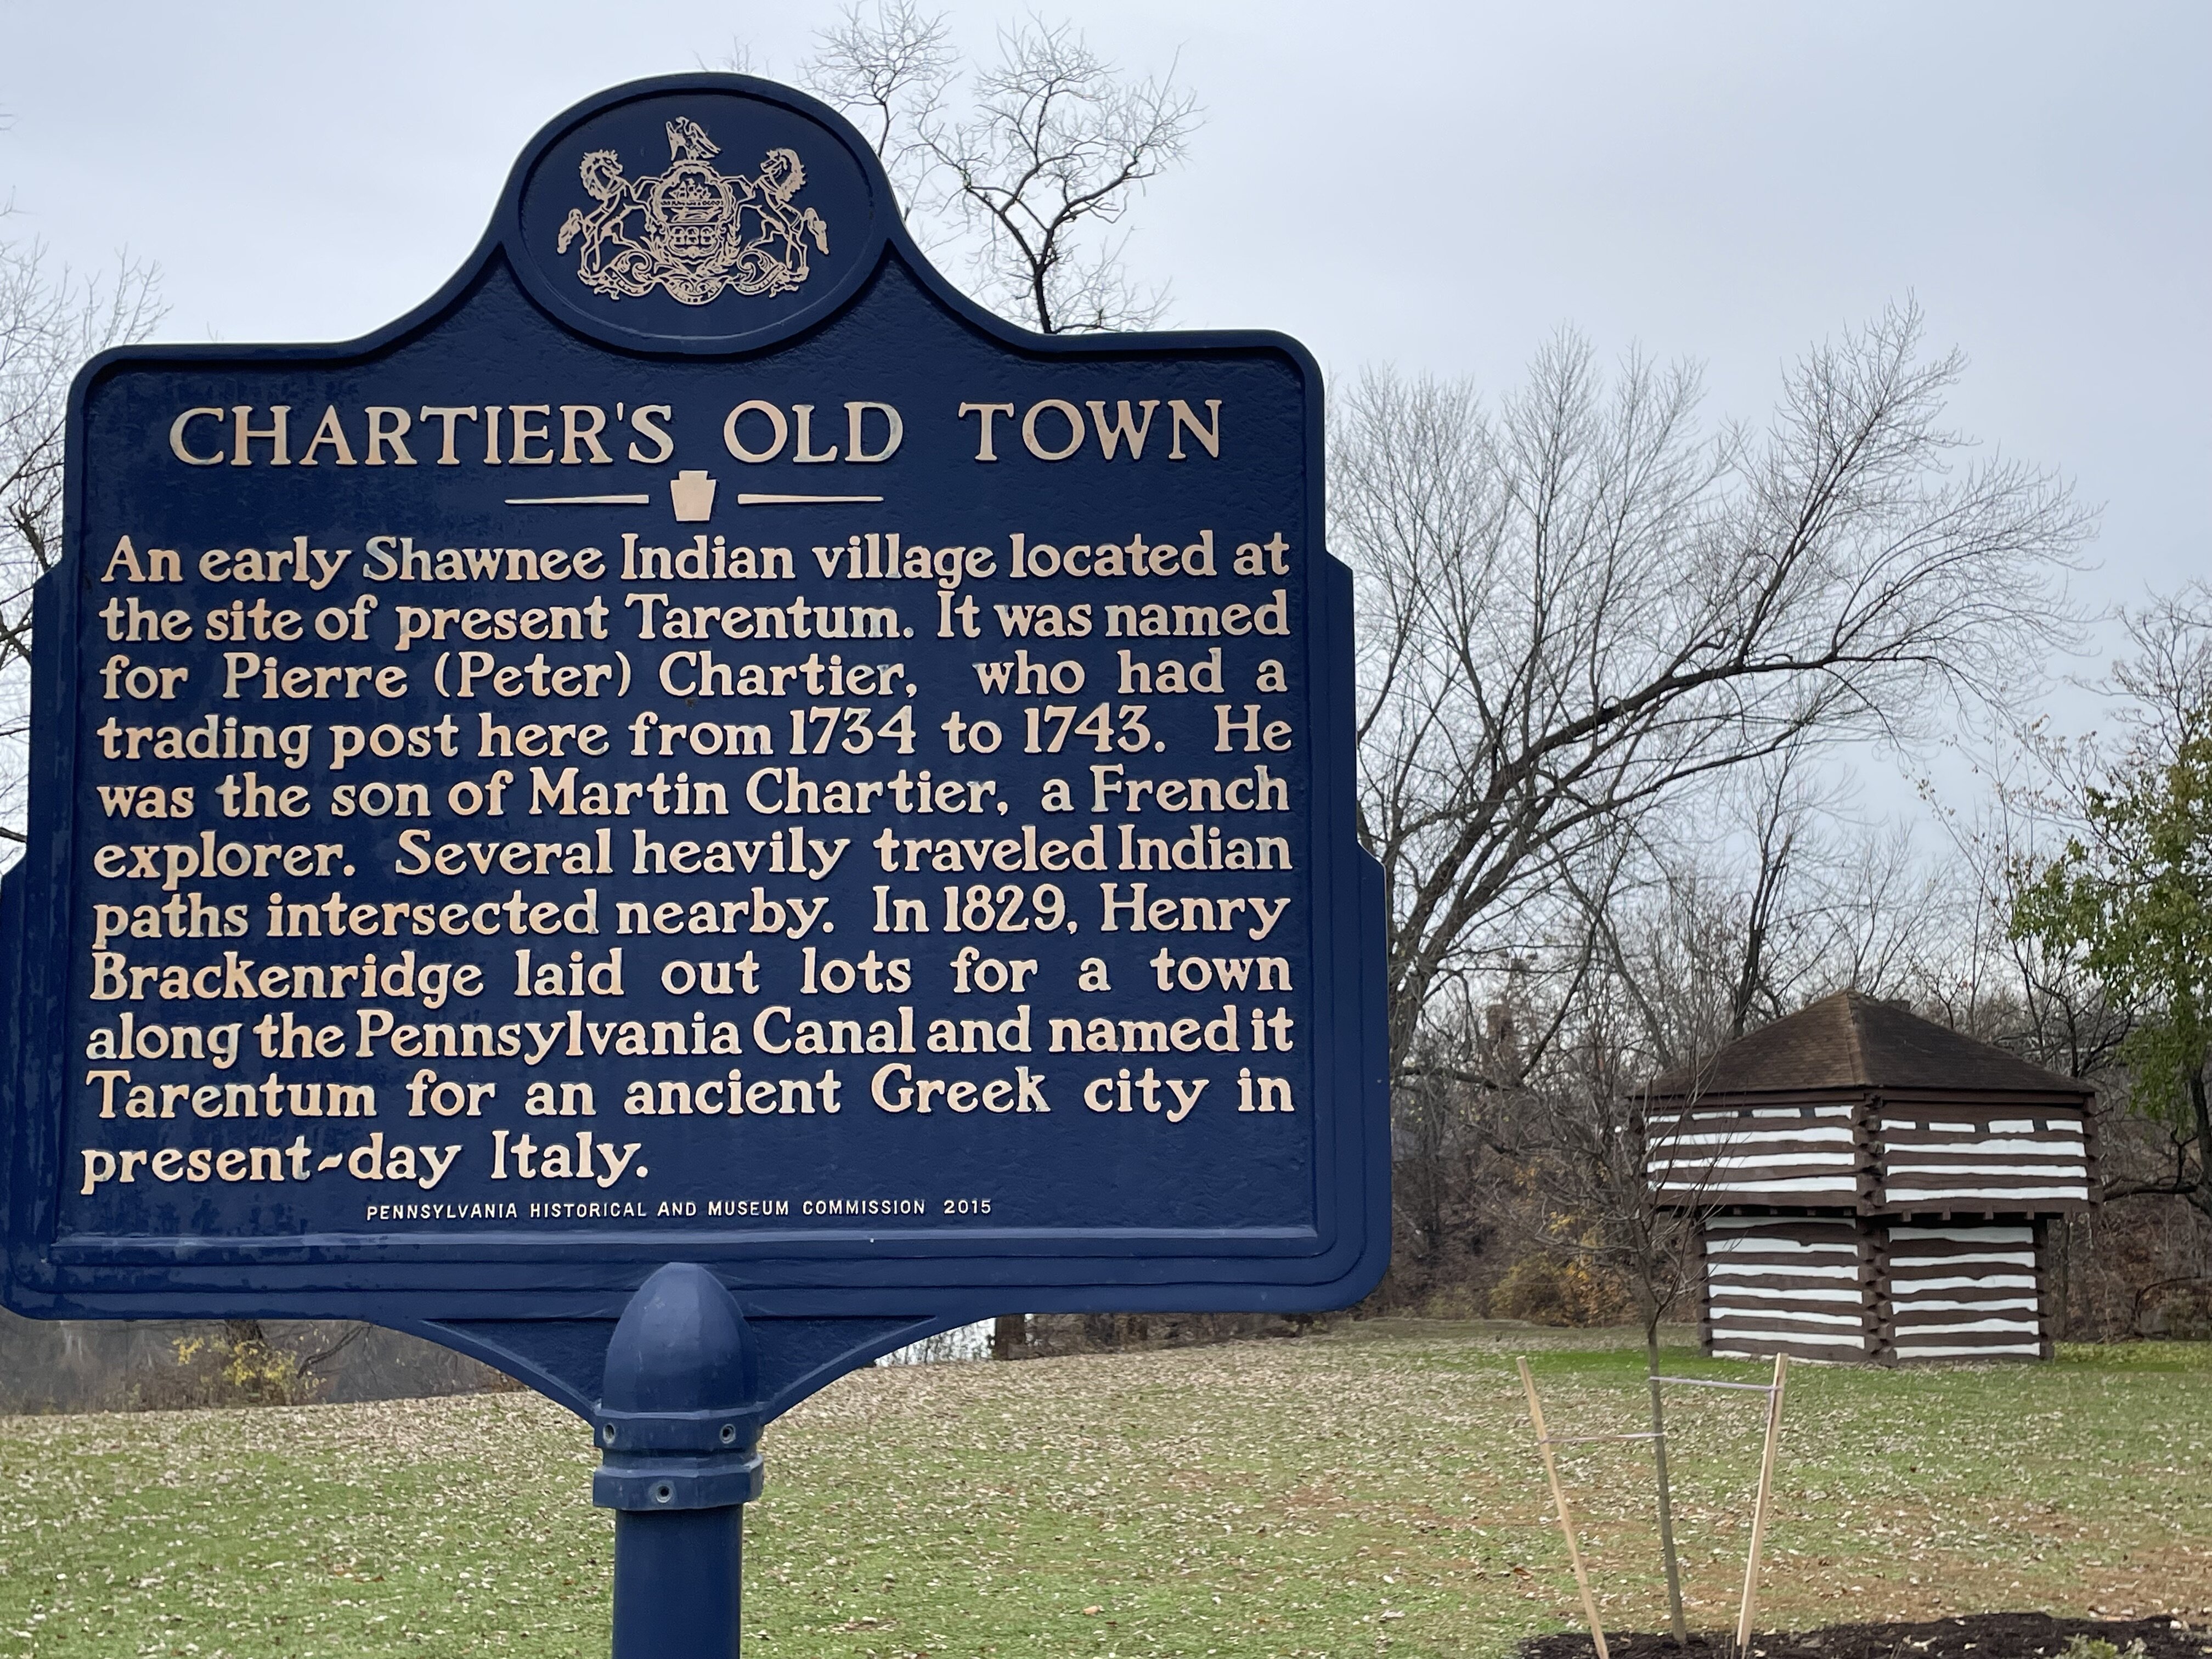 CHARTIER'S OLD TOWN
An early Shawnee Indian village located at
the site of present Tarentum. It was named
for Pierre (Peter) Chartier, who had a
trading post here from 1734 to 1743. He
was the son of Martin Chartier, a French
explorer. Several heavily traveled Indian
paths intersected nearby. In 1829, Henry
Brackenridge laid out lots for a town
along the Pennsylvania Canal and named it
Tarentum for an ancient Greek city in
present-day Italy.
PENNSYLVANIA HISTORICAL AND MUSEUM COMMISSION 2015